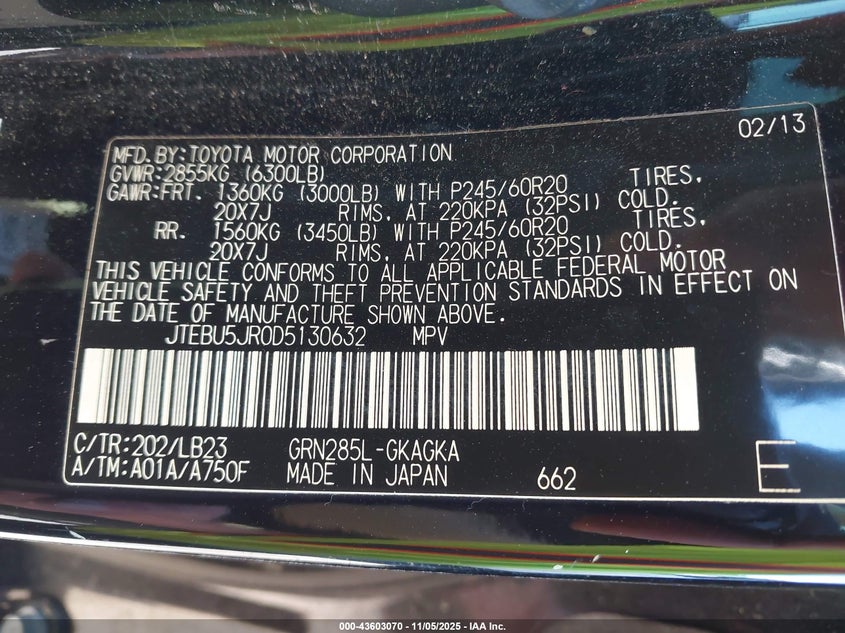 02/13
MFD.BY:TOYOTA MOTOR CORPORATION
GVWR:2855KG (6300LB)
GAWR:FRT. 1360KG (3000LB) WITH P245/60R20 TIRES,
20X7J RIMS, AT 220KPA (32PSI) COLD.
RR. 1560KG (3450LB) WITH P245/60R20 TIRES,
20X7J RIMS, AT 220KPA (32PSI) COLD.
THIS VEHICLE CONFORMS TO ALL APPLICABLE FEDERAL MOTOR
VEHICLE SAFETY AND THEFT PREVENTION STANDARDS IN EFFECT ON
THE DATE OF MANUFACTURE SHOWN ABOVE.
JTEBU5JR0D5130632 MPV
C/TR:202/LB23 GRN285L-GKAGKA
A/TM:A01A/A750F MADE IN JAPAN 662 E
000-43603070 - 11/05/2025 - IAA Inc.